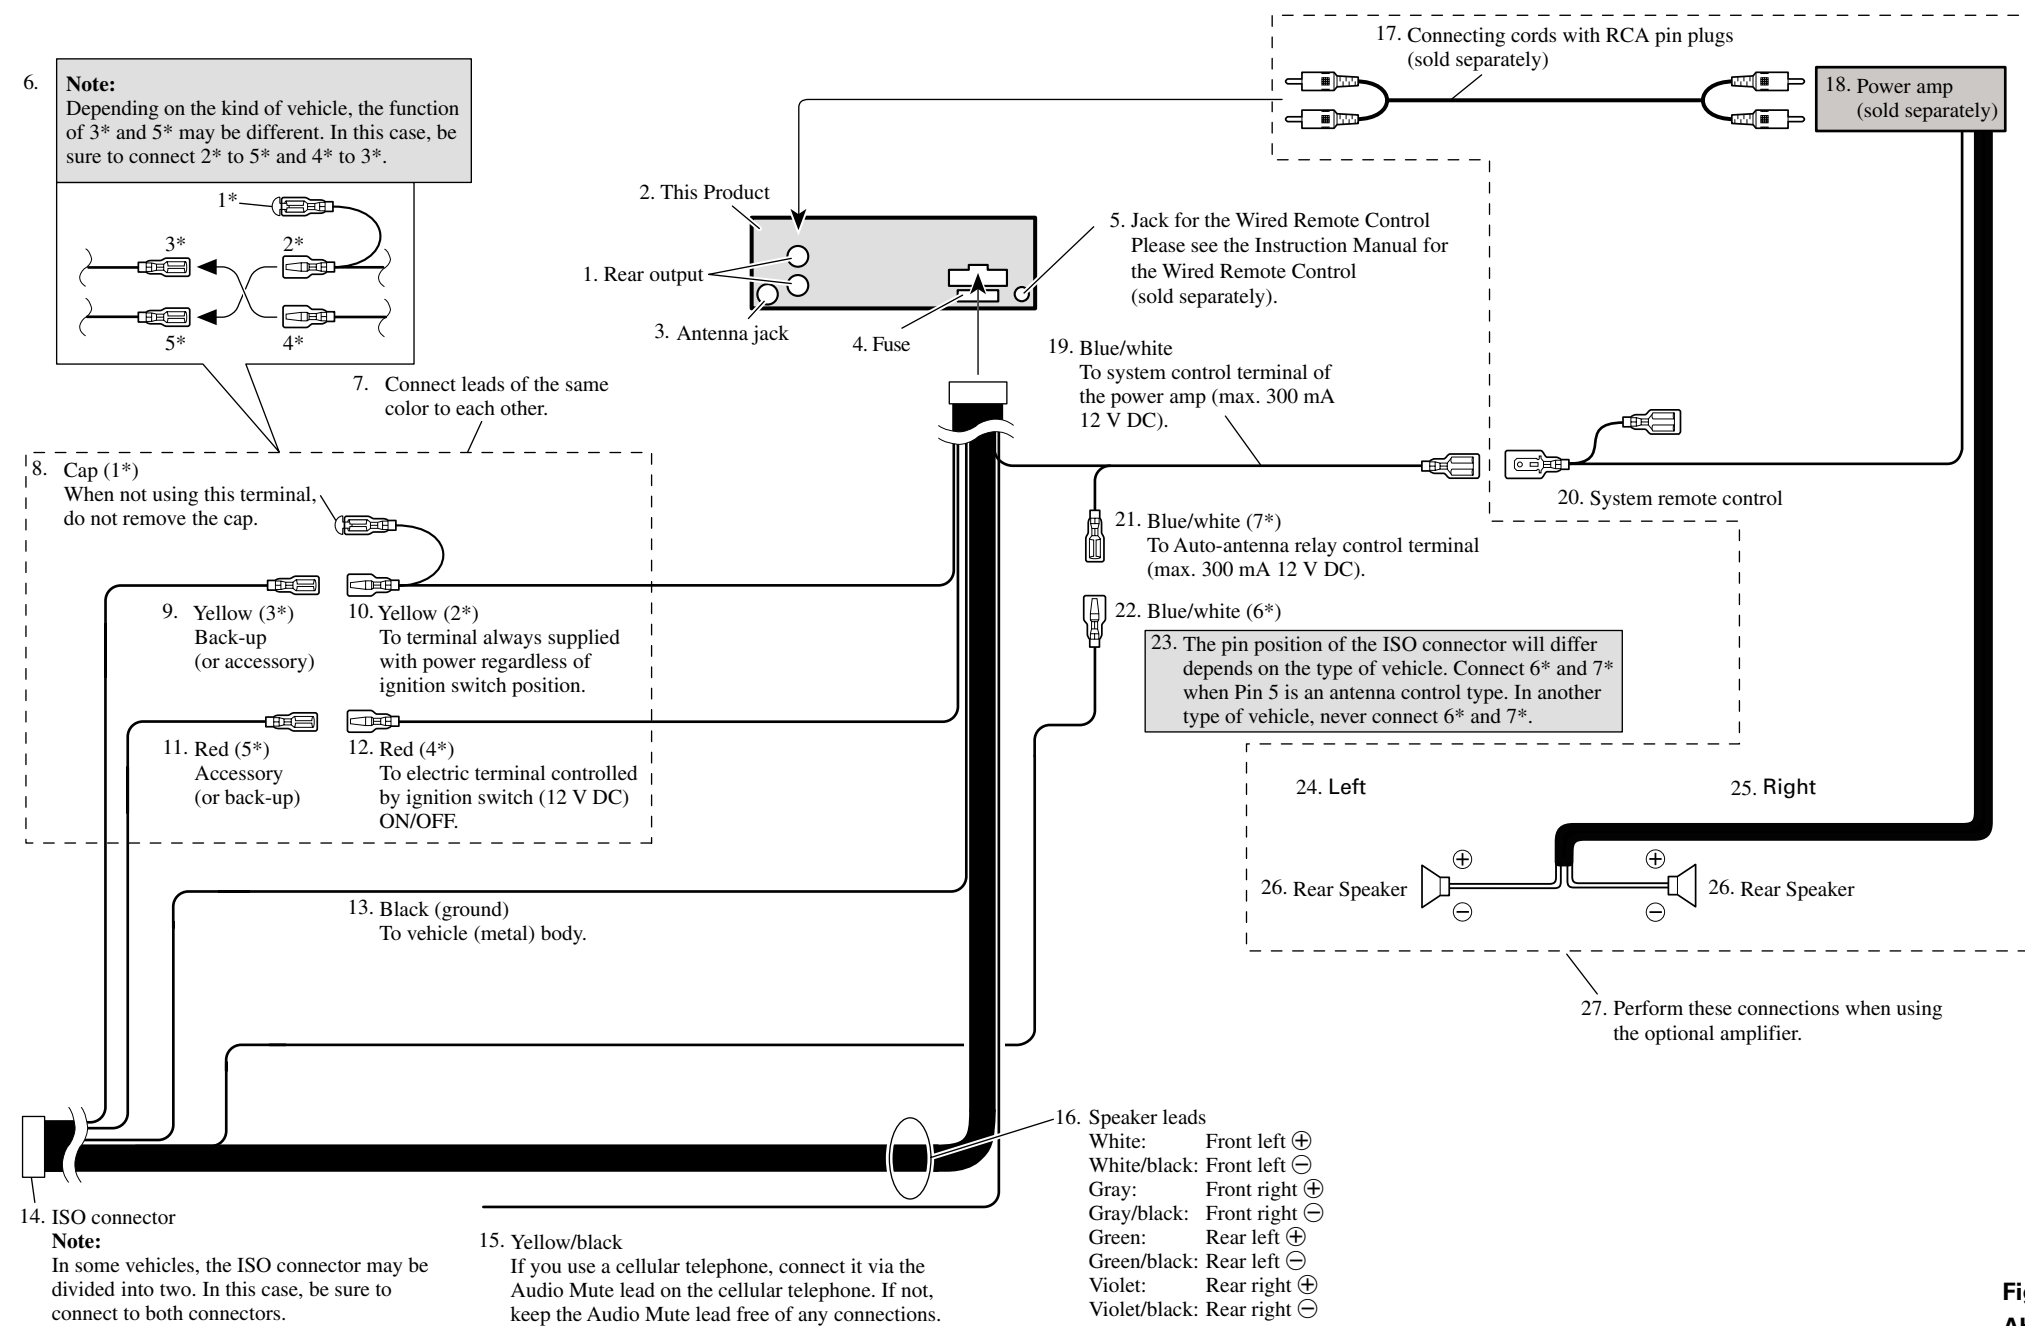 6. Note:
Depending on the kind of vehicle, the function
of 3* and 5* may be different. In this case, be
sure to connect 2* to 5* and 4* to 3*.
1*
3*
2*
5*
4*
7. Connect leads of the same
color to each other.
8. Cap (1*)
When not using this terminal,
do not remove the cap.
9. Yellow (3*)
Back-up
(or accessory)
10. Yellow (2*)
To terminal always supplied
with power regardless of
ignition switch position.
11. Red (5*)
Accessory
(or back-up)
12. Red (4*)
To electric terminal controlled
by ignition switch (12 V DC)
ON/OFF.
13. Black (ground)
To vehicle (metal) body.
14. ISO connector
Note:
In some vehicles, the ISO connector may be
divided into two. In this case, be sure to
connect to both connectors.
15. Yellow/black
If you use a cellular telephone, connect it via the
Audio Mute lead on the cellular telephone. If not,
keep the Audio Mute lead free of any connections.
2. This Product
1. Rear output
3. Antenna jack
4. Fuse
5. Jack for the Wired Remote Control
Please see the Instruction Manual for
the Wired Remote Control
(sold separately).
17. Connecting cords with RCA pin plugs
(sold separately)
18. Power amp
(sold separately)
19. Blue/white
To system control terminal of
the power amp (max. 300 mA
12 V DC).
20. System remote control
21. Blue/white (7*)
To Auto-antenna relay control terminal
(max. 300 mA 12 V DC).
22. Blue/white (6*)
23. The pin position of the ISO connector will differ
depends on the type of vehicle. Connect 6* and 7*
when Pin 5 is an antenna control type. In another
type of vehicle, never connect 6* and 7*.
24. Left
25. Right
⊕ ⊕
26. Rear Speaker
26. Rear Speaker
⊖ ⊖
27. Perform these connections when using
the optional amplifier.
16. Speaker leads
White: Front left ⊕
White/black: Front left ⊖
Gray: Front right ⊕
Gray/black: Front right ⊖
Green: Rear left ⊕
Green/black: Rear left ⊖
Violet: Rear right ⊕
Violet/black: Rear right ⊖